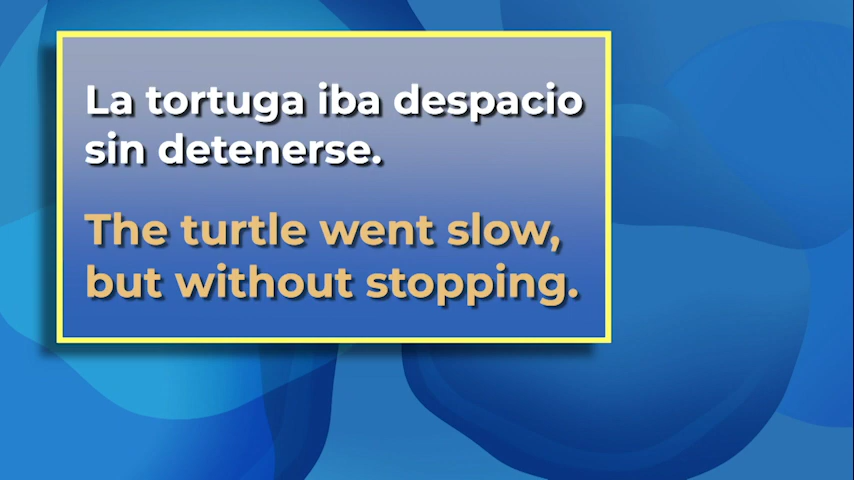 La tortuga iba despacio
sin detenerse.
The turtle went slow,
but without stopping.